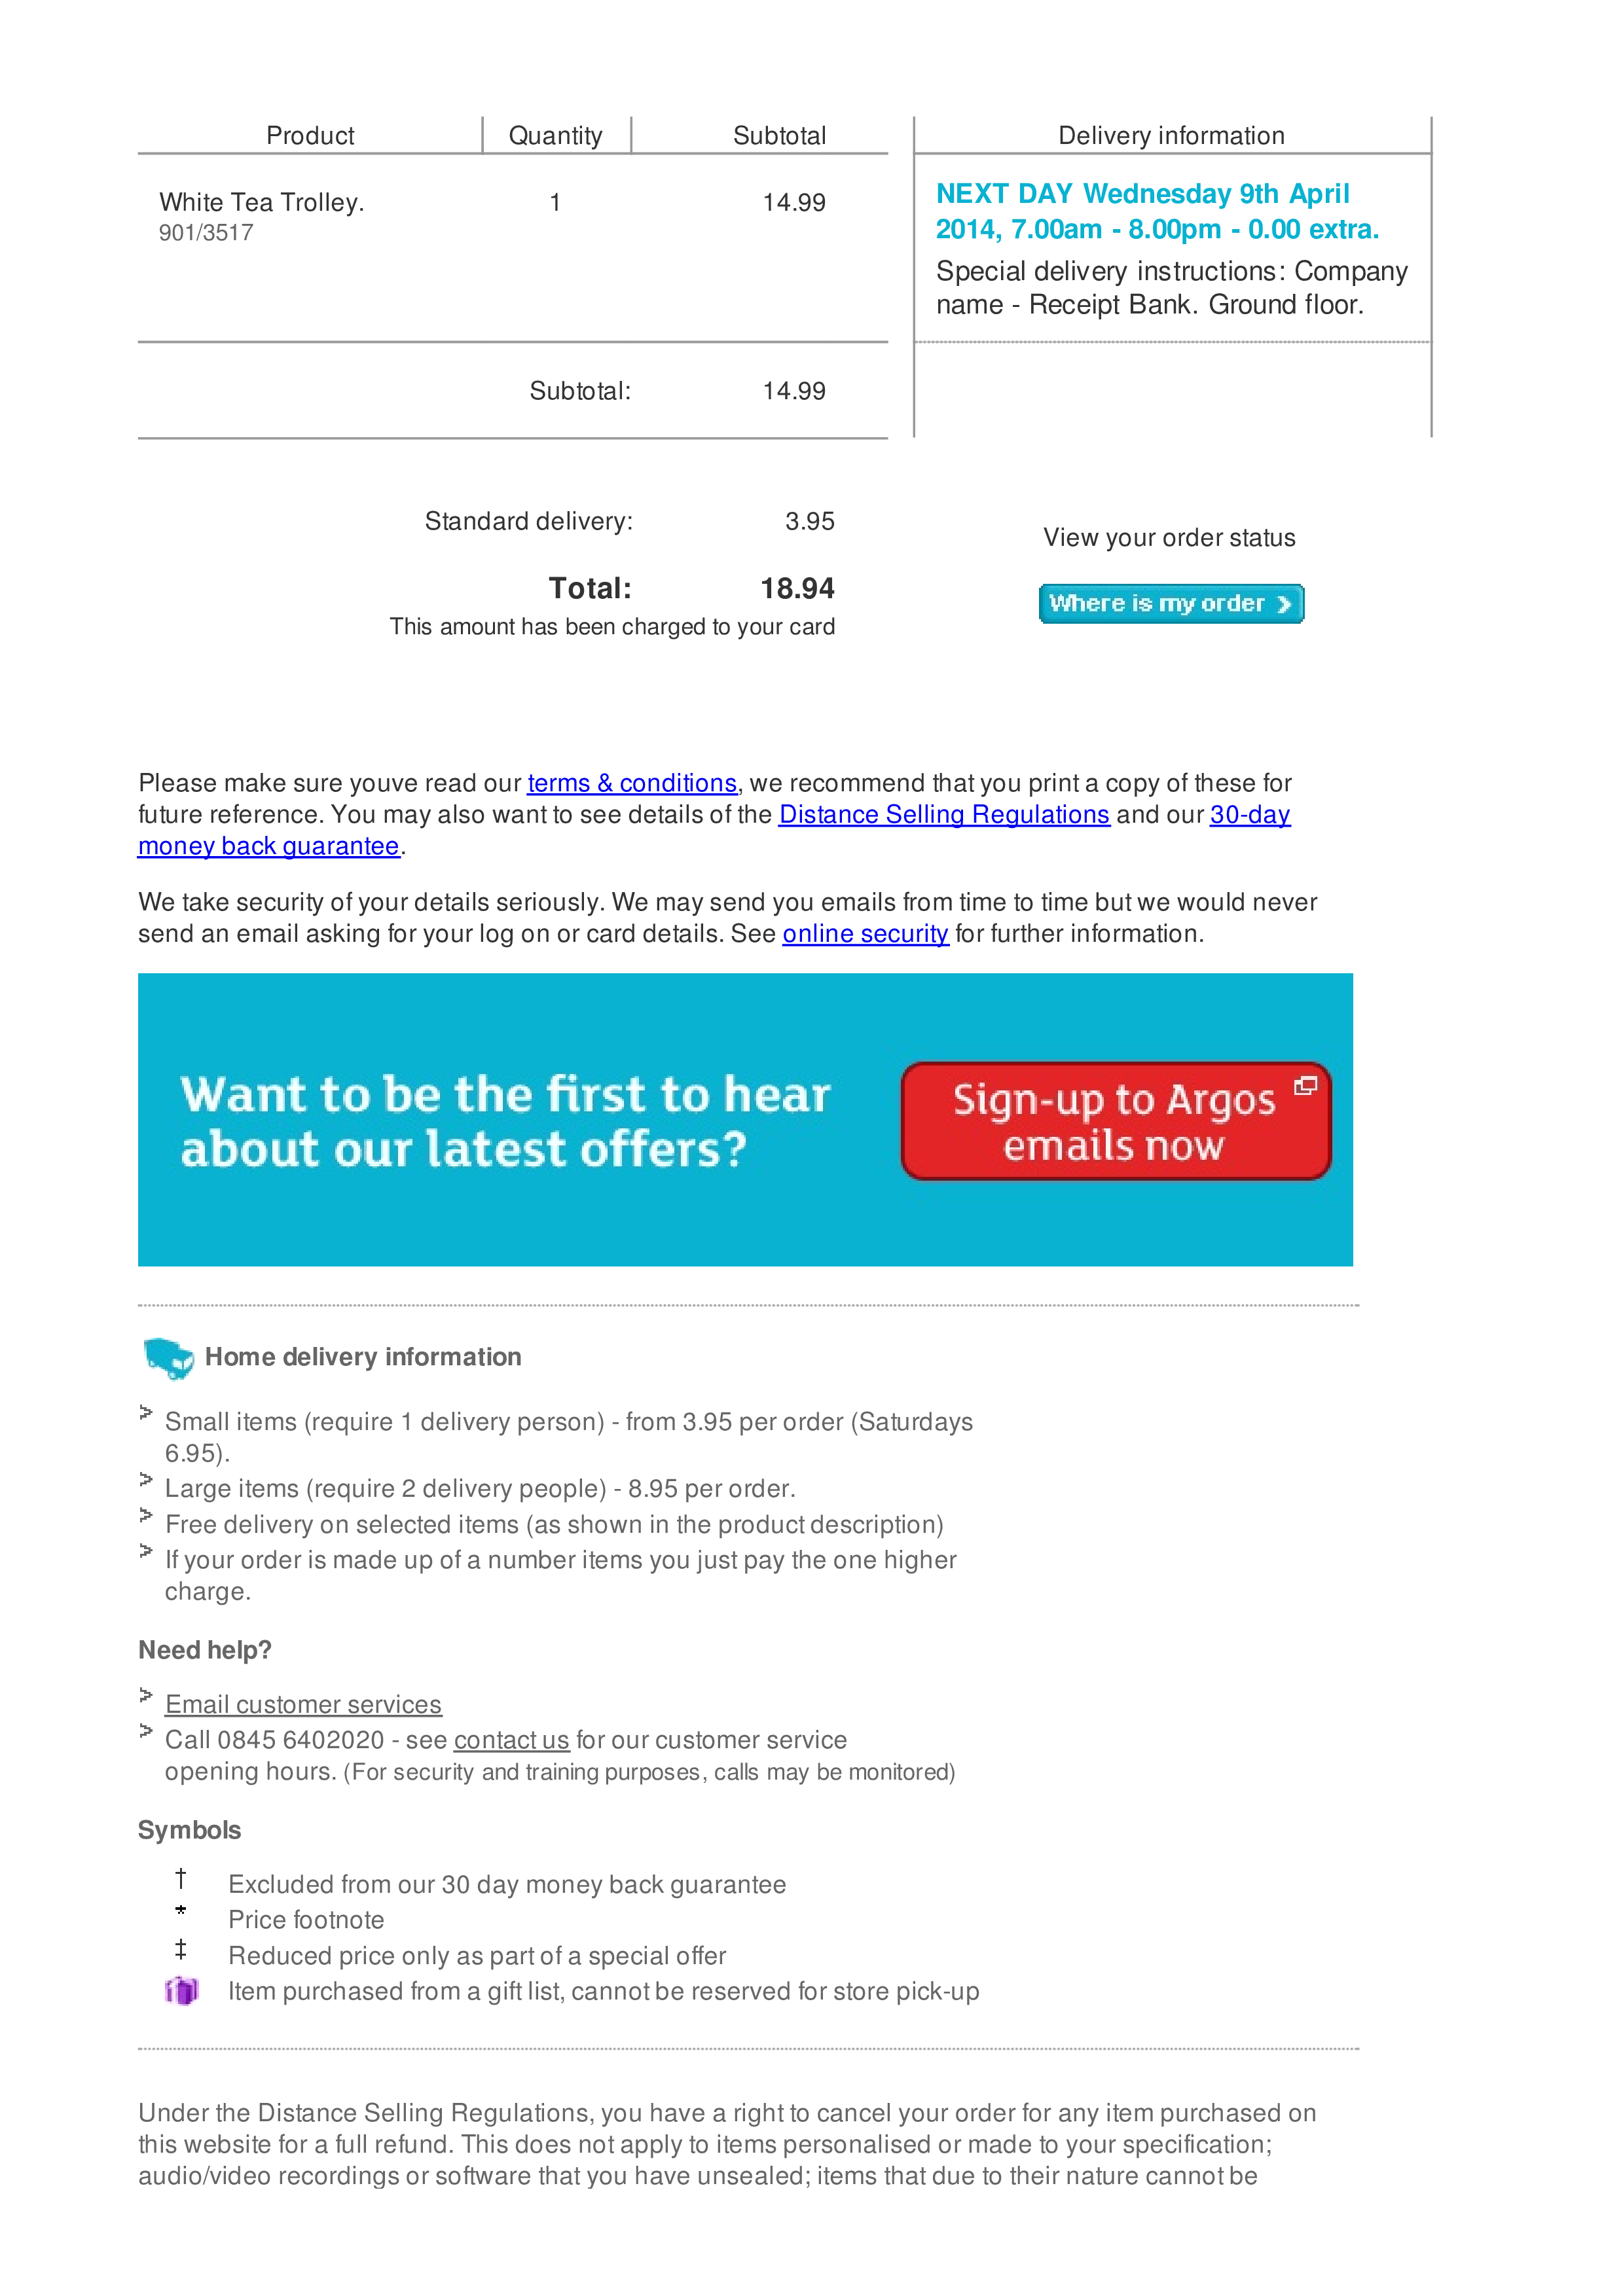 Product Quantity Subtotal Delivery information
White Tea Trolley. 1 14.99
901/3517
NEXT DAY Wednesday 9th April
2014, 7.00am - 8.00pm - 0.00 extra.
Special delivery instructions: Company
name - Receipt Bank. Ground floor.
Subtotal: 14.99
Standard delivery: 3.95
Total: 18.94
This amount has been charged to your card
View your order status
Where is my order >
Please make sure youve read our terms & conditions, we recommend that you print a copy of these for
future reference. You may also want to see details of the Distance Selling Regulations and our 30-day
money back guarantee.
We take security of your details seriously. We may send you emails from time to time but we would never
send an email asking for your log on or card details. See online security for further information.
Want to be the first to hear
about our latest offers?
Sign-up to Argos
emails now
Home delivery information
> Small items (require 1 delivery person) - from 3.95 per order (Saturdays
6.95).
> Large items (require 2 delivery people) - 8.95 per order.
> Free delivery on selected items (as shown in the product description)
> If your order is made up of a number items you just pay the one higher
charge.
Need help?
> Email customer services
> Call 0845 6402020 - see contact us for our customer service
opening hours. (For security and training purposes, calls may be monitored)
Symbols
† Excluded from our 30 day money back guarantee
* Price footnote
‡ Reduced price only as part of a special offer
Item purchased from a gift list, cannot be reserved for store pick-up
Under the Distance Selling Regulations, you have a right to cancel your order for any item purchased on
this website for a full refund. This does not apply to items personalised or made to your specification;
audio/video recordings or software that you have unsealed; items that due to their nature cannot be